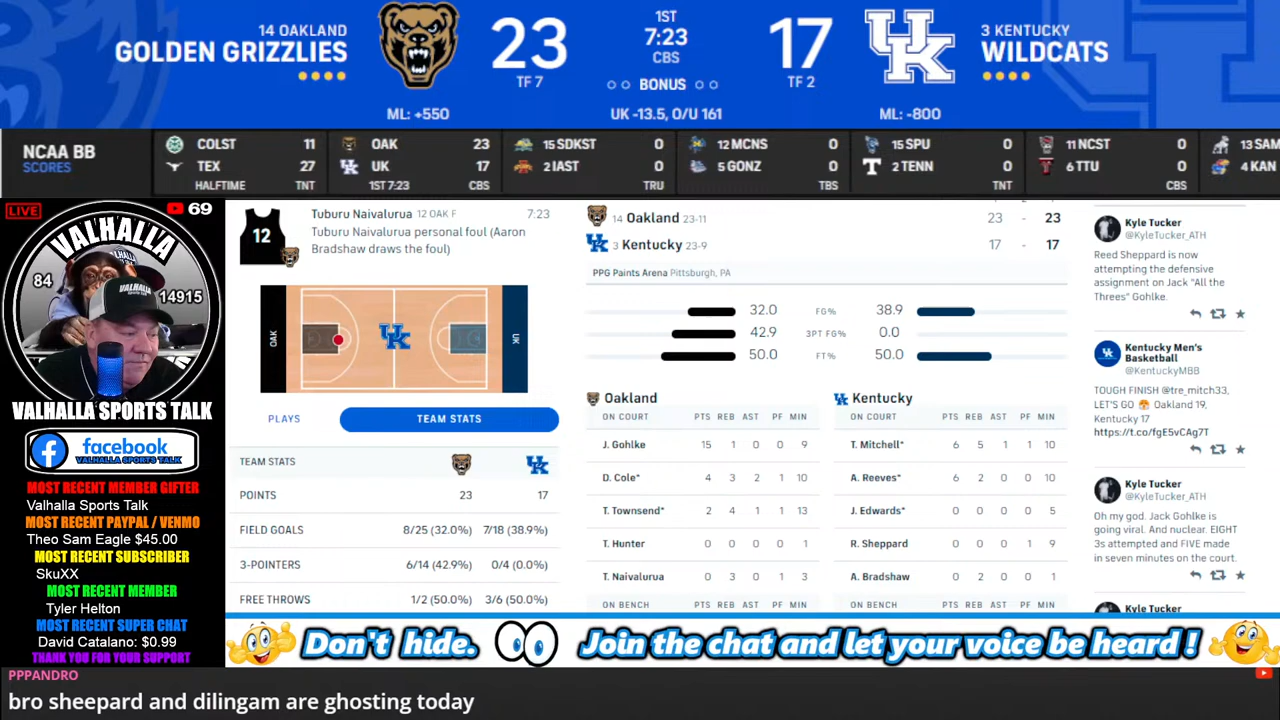 14 OAKLAND
GOLDEN GRIZZLIES
23
TF 7
ML: +550
1ST
7:23
CBS
BONUS
UK -13.5, O/U 161
17
TF 2
UK
3 KENTUCKY
WILDCATS
ML: -800
NCAA BB
SCORES
COLST 11
TEX 27
HALFTIME TNT
OAK 23
UK 17
1ST 7:23 CBS
15 SDKST 0
2 IAST 0
TRU
12 MCNS 0
5 GONZ 0
TBS
15 SPU 0
2 TENN 0
TNT
11 NCST 0
6 TTU 0
CBS
13 SAM
4 KAN
LIVE
69
VALHALLA
84
14915
VALHALLA
VALHALLA SPORTS TALK
facebook
VALHALLA SPORTS TALK
MOST RECENT MEMBER GIFTER
Valhalla Sports Talk
MOST RECENT PAYPAL / VENMO
Theo Sam Eagle $45.00
MOST RECENT SUBSCRIBER
SkuXX
MOST RECENT MEMBER
Tyler Helton
MOST RECENT SUPER CHAT
David Catalano: $0.99
THANK YOU FOR YOUR SUPPORT
12
Tuburu Naivalurua 12 OAK F 7:23
Tuburu Naivalurua personal foul (Aaron
Bradshaw draws the foul)
OAK
UK
UK
PLAYS
TEAM STATS
TEAM STATS
POINTS 23 17
FIELD GOALS 8/25 (32.0%) 7/18 (38.9%)
3-POINTERS 6/14 (42.9%) 0/4 (0.0%)
FREE THROWS 1/2 (50.0%) 3/6 (50.0%)
14 Oakland 23-11 23 - 23
3 Kentucky 23-9 17 - 17
PPG Paints Arena Pittsburgh, PA
32.0 FG% 38.9
42.9 3PT FG% 0.0
50.0 FT% 50.0
Oakland
ON COURT PTS REB AST PF MIN
J. Gohlke 15 1 0 0 9
D. Cole* 4 3 2 1 10
T. Townsend* 2 4 1 1 13
T. Hunter 0 0 0 0 1
T. Naivalurua 0 3 0 1 3
ON BENCH PTS REB AST PF MIN
Kentucky
ON COURT PTS REB AST PF MIN
T. Mitchell* 6 5 1 1 10
A. Reeves* 6 2 0 0 10
J. Edwards* 0 0 0 0 5
R. Sheppard 0 0 0 1 9
A. Bradshaw 0 2 0 0 1
ON BENCH PTS REB AST PF MIN
Kyle Tucker
@KyleTucker_ATH
Reed Sheppard is now
attempting the defensive
assignment on Jack "All the
Threes" Gohlke.
Kentucky Men's
Basketball
@KentuckyMBB
TOUGH FINISH @tre_mitch33,
LET'S GO 😤 Oakland 19,
Kentucky 17
https://t.co/fgE5vCAg7T
Kyle Tucker
@KyleTucker_ATH
Oh my god. Jack Gohlke is
going viral. And nuclear. EIGHT
3s attempted and FIVE made
in seven minutes on the court.
Kyle Tucker
Don't hide.
Join the chat and let your voice be heard !
PPPANDRO
bro sheepard and dilingam are ghosting today